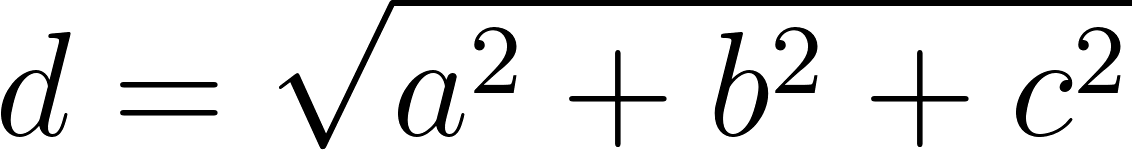 d = √(a² + b² + c²)